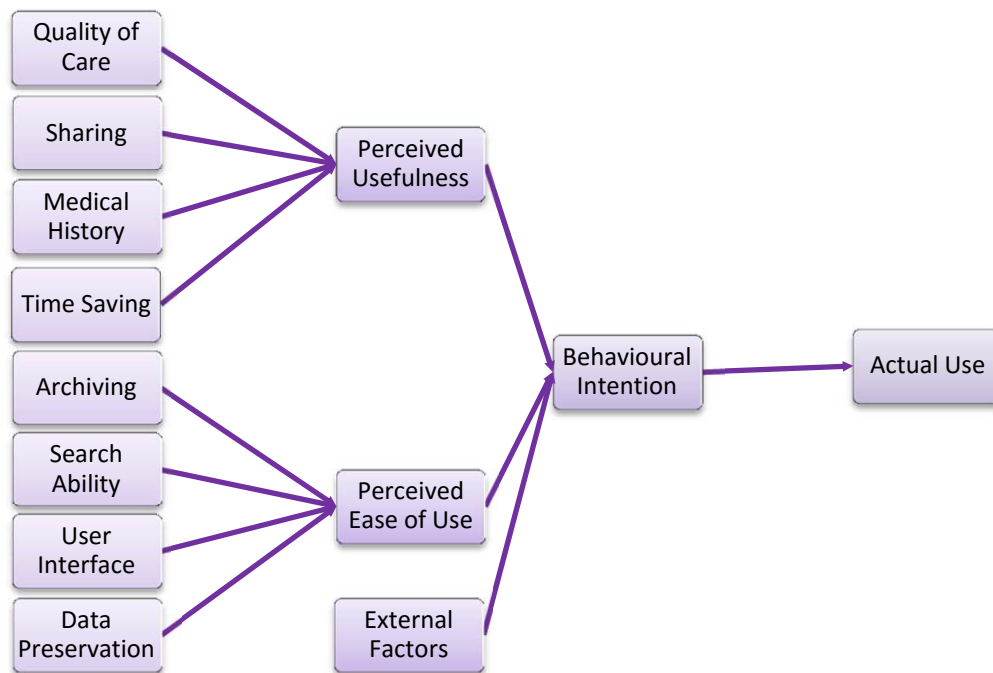 Quality of
Care
Sharing
Medical
History
Time Saving
Archiving
Search
Ability
User
Interface
Data
Preservation
Perceived
Usefulness
Perceived
Ease of Use
External
Factors
Behavioural
Intention
Actual Use